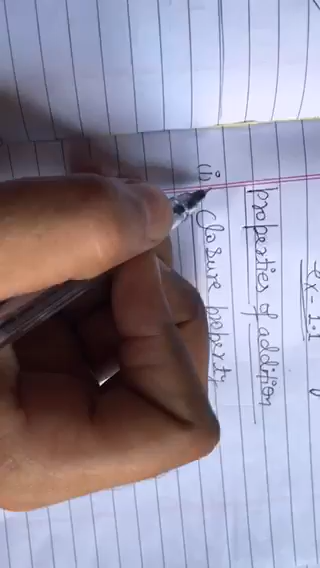 Ex- 1.1
Properties of addition
(i) Closure property